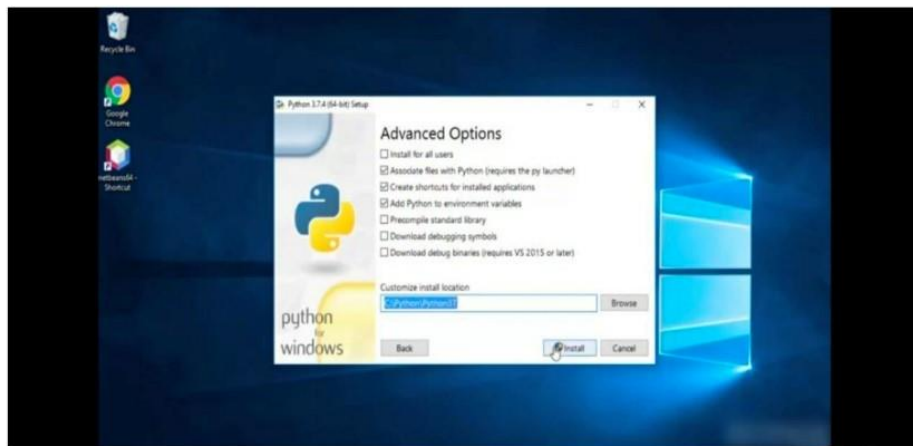 Recycle Bin
Google
Chrome
netbeans64 -
Shortcut
Python 3.7.4 (64-bit) Setup
Advanced Options
Install for all users
Associate files with Python (requires the py launcher)
Create shortcuts for installed applications
Add Python to environment variables
Precompile standard library
Download debugging symbols
Download debug binaries (requires VS 2015 or later)
Customize install location
C:\Python\Python37
Browse
python
for
windows
Back
Install
Cancel